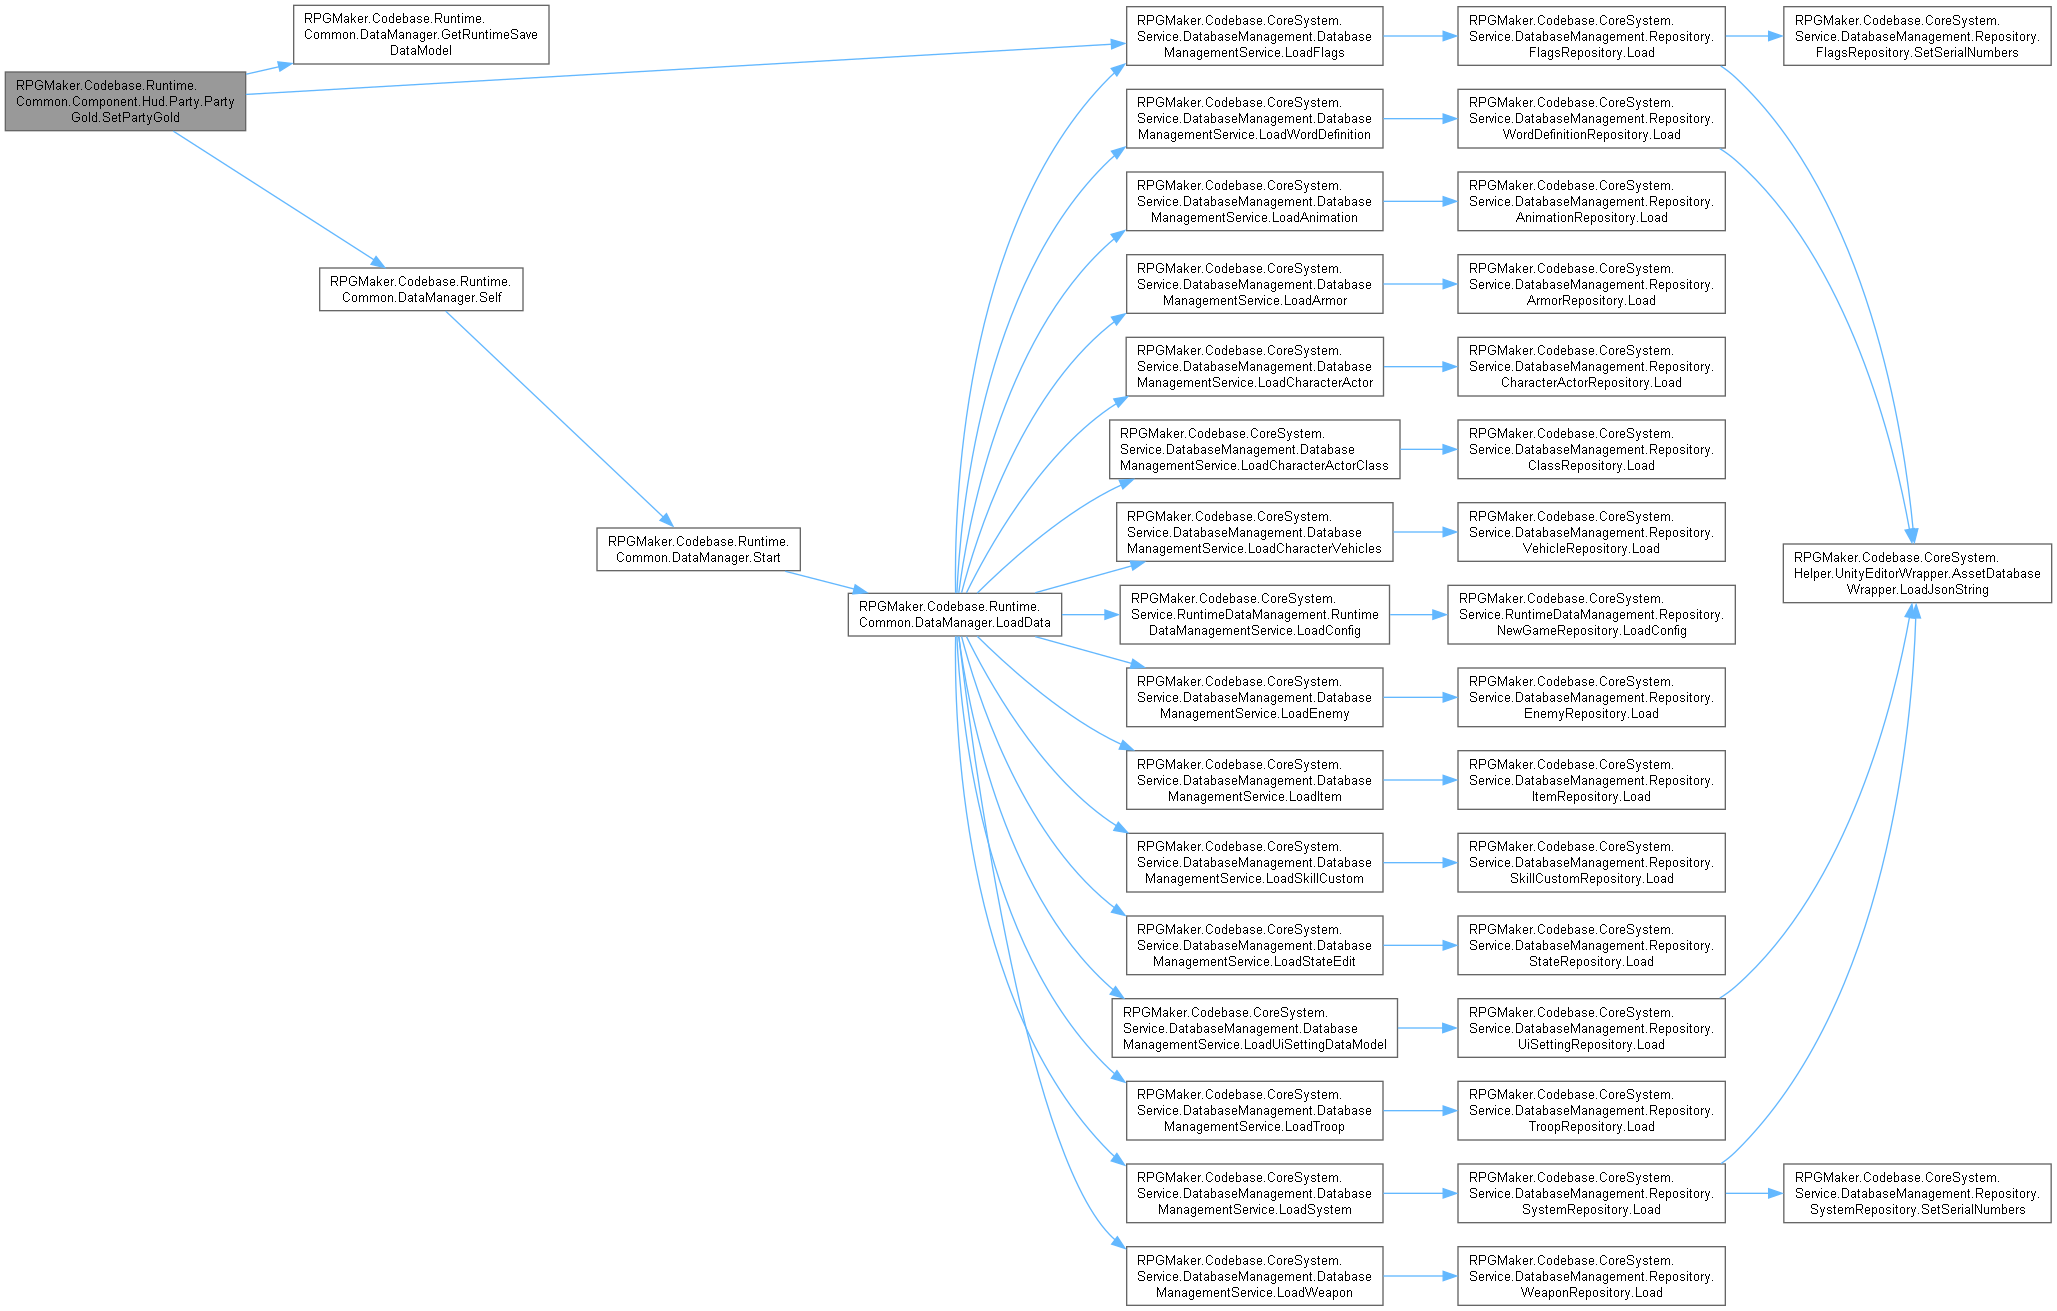 RPGMaker.Codebase.Runtime.
Common.Component.Hud.Party.Party
Gold.SetPartyGold
RPGMaker.Codebase.Runtime.
Common.DataManager.GetRuntimeSave
DataModel
RPGMaker.Codebase.Runtime.
Common.DataManager.Self
RPGMaker.Codebase.Runtime.
Common.DataManager.Start
RPGMaker.Codebase.Runtime.
Common.DataManager.LoadData
RPGMaker.Codebase.CoreSystem.
Service.DatabaseManagement.Database
ManagementService.LoadFlags
RPGMaker.Codebase.CoreSystem.
Service.DatabaseManagement.Repository.
FlagsRepository.Load
RPGMaker.Codebase.CoreSystem.
Service.DatabaseManagement.Repository.
FlagsRepository.SetSerialNumbers
RPGMaker.Codebase.CoreSystem.
Service.DatabaseManagement.Database
ManagementService.LoadWordDefinition
RPGMaker.Codebase.CoreSystem.
Service.DatabaseManagement.Repository.
WordDefinitionRepository.Load
RPGMaker.Codebase.CoreSystem.
Service.DatabaseManagement.Database
ManagementService.LoadAnimation
RPGMaker.Codebase.CoreSystem.
Service.DatabaseManagement.Repository.
AnimationRepository.Load
RPGMaker.Codebase.CoreSystem.
Service.DatabaseManagement.Database
ManagementService.LoadArmor
RPGMaker.Codebase.CoreSystem.
Service.DatabaseManagement.Repository.
ArmorRepository.Load
RPGMaker.Codebase.CoreSystem.
Service.DatabaseManagement.Database
ManagementService.LoadCharacterActor
RPGMaker.Codebase.CoreSystem.
Service.DatabaseManagement.Repository.
CharacterActorRepository.Load
RPGMaker.Codebase.CoreSystem.
Service.DatabaseManagement.Database
ManagementService.LoadCharacterActorClass
RPGMaker.Codebase.CoreSystem.
Service.DatabaseManagement.Repository.
ClassRepository.Load
RPGMaker.Codebase.CoreSystem.
Service.DatabaseManagement.Database
ManagementService.LoadCharacterVehicles
RPGMaker.Codebase.CoreSystem.
Service.DatabaseManagement.Repository.
VehicleRepository.Load
RPGMaker.Codebase.CoreSystem.
Helper.UnityEditorWrapper.AssetDatabase
Wrapper.LoadJsonString
RPGMaker.Codebase.CoreSystem.
Service.RuntimeDataManagement.Runtime
DataManagementService.LoadConfig
RPGMaker.Codebase.CoreSystem.
Service.RuntimeDataManagement.Repository.
NewGameRepository.LoadConfig
RPGMaker.Codebase.CoreSystem.
Service.DatabaseManagement.Database
ManagementService.LoadEnemy
RPGMaker.Codebase.CoreSystem.
Service.DatabaseManagement.Repository.
EnemyRepository.Load
RPGMaker.Codebase.CoreSystem.
Service.DatabaseManagement.Database
ManagementService.LoadItem
RPGMaker.Codebase.CoreSystem.
Service.DatabaseManagement.Repository.
ItemRepository.Load
RPGMaker.Codebase.CoreSystem.
Service.DatabaseManagement.Database
ManagementService.LoadSkillCustom
RPGMaker.Codebase.CoreSystem.
Service.DatabaseManagement.Repository.
SkillCustomRepository.Load
RPGMaker.Codebase.CoreSystem.
Service.DatabaseManagement.Database
ManagementService.LoadStateEdit
RPGMaker.Codebase.CoreSystem.
Service.DatabaseManagement.Repository.
StateRepository.Load
RPGMaker.Codebase.CoreSystem.
Service.DatabaseManagement.Database
ManagementService.LoadUiSettingDataModel
RPGMaker.Codebase.CoreSystem.
Service.DatabaseManagement.Repository.
UiSettingRepository.Load
RPGMaker.Codebase.CoreSystem.
Service.DatabaseManagement.Database
ManagementService.LoadTroop
RPGMaker.Codebase.CoreSystem.
Service.DatabaseManagement.Repository.
TroopRepository.Load
RPGMaker.Codebase.CoreSystem.
Service.DatabaseManagement.Database
ManagementService.LoadSystem
RPGMaker.Codebase.CoreSystem.
Service.DatabaseManagement.Repository.
SystemRepository.Load
RPGMaker.Codebase.CoreSystem.
Service.DatabaseManagement.Repository.
SystemRepository.SetSerialNumbers
RPGMaker.Codebase.CoreSystem.
Service.DatabaseManagement.Database
ManagementService.LoadWeapon
RPGMaker.Codebase.CoreSystem.
Service.DatabaseManagement.Repository.
WeaponRepository.Load